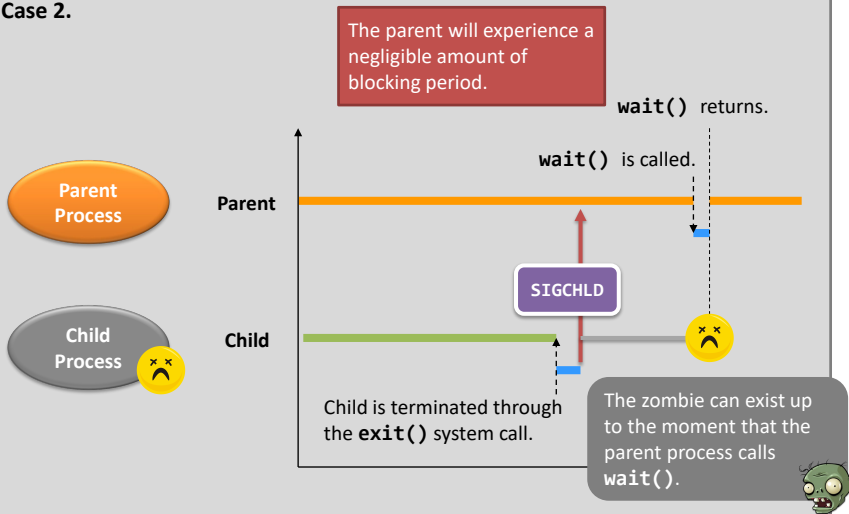 Case 2.
The parent will experience a
negligible amount of
blocking period.
wait() returns.
wait() is called.
Parent
Process
Parent
SIGCHLD
Child
Process
Child
Child is terminated through
the exit() system call.
The zombie can exist up
to the moment that the
parent process calls
wait().